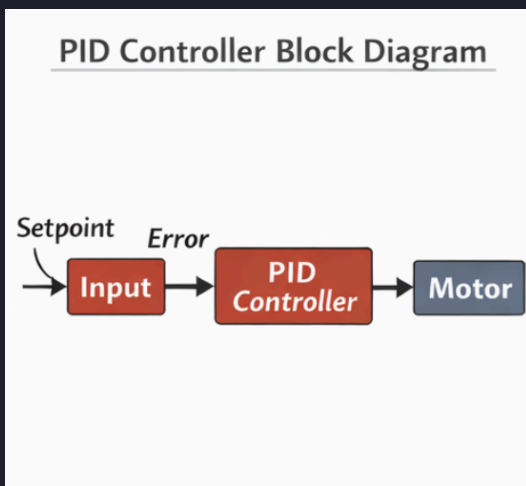 PID Controller Block Diagram
Setpoint
Error
Input
PID
Controller
Motor